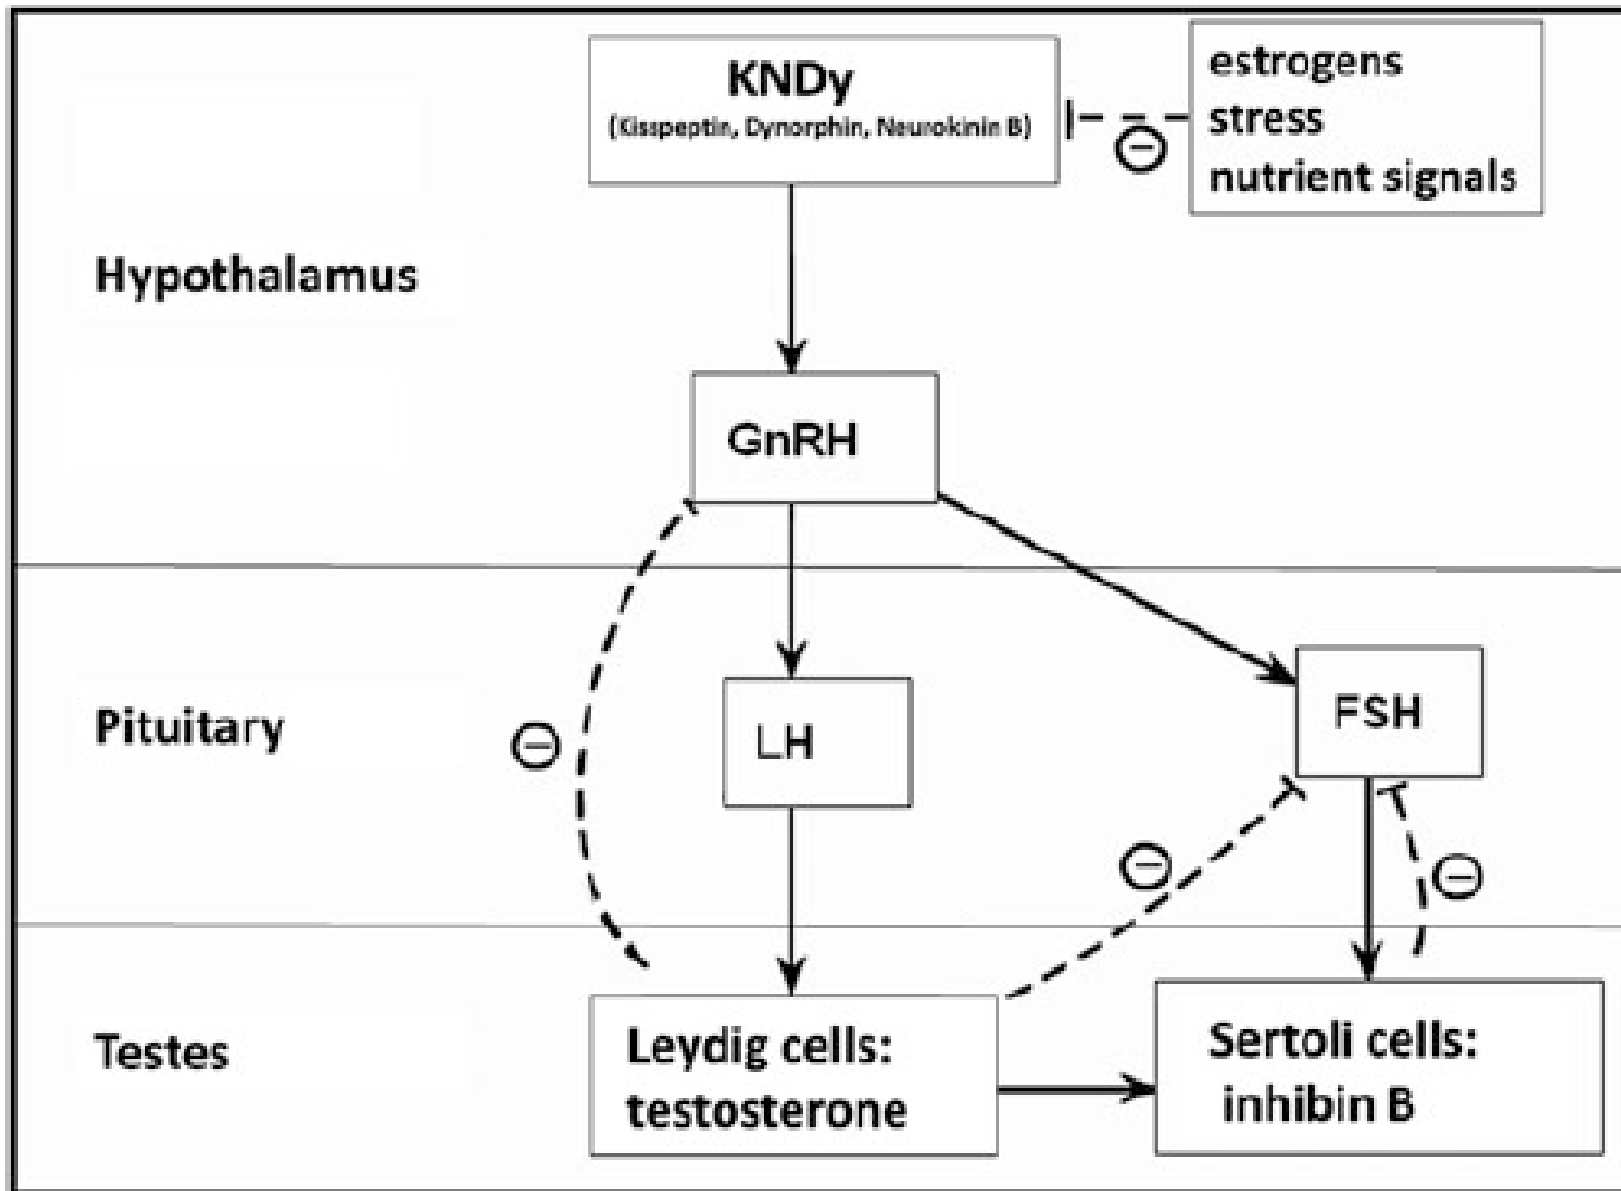 KNDy
(Kisspeptin, Dynorphin, Neurokinin B)
estrogens
stress
nutrient signals
Hypothalamus
GnRH
Pituitary
LH
FSH
Testes
Leydig cells:
testosterone
Sertoli cells:
inhibin B